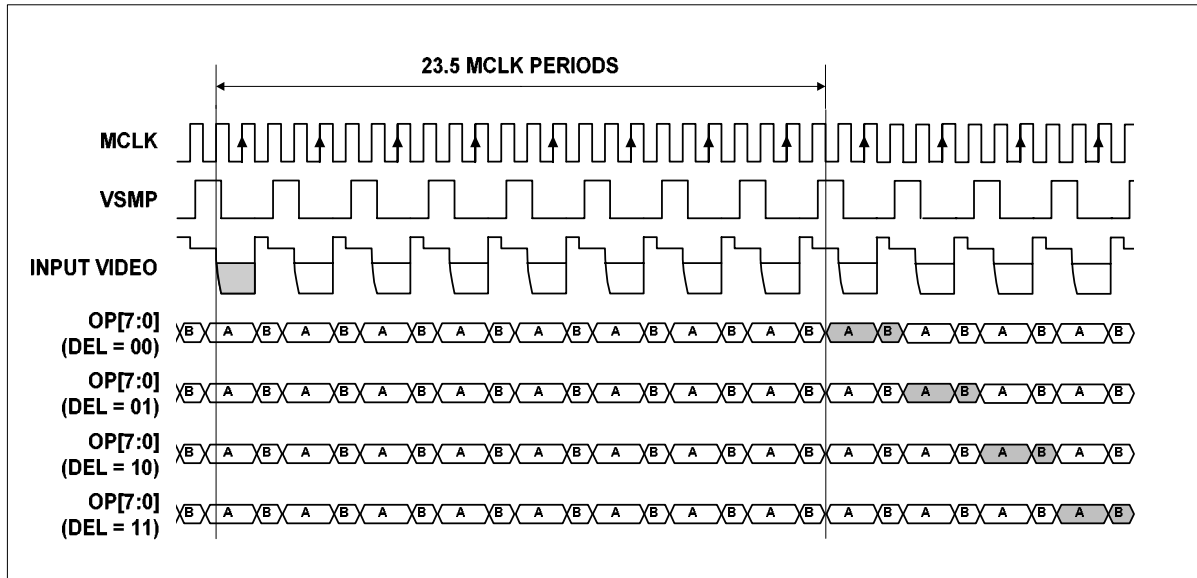 23.5 MCLK PERIODS
MCLK
VSMP
INPUT VIDEO
OP[7:0]
(DEL = 00)
B A B A B A B A B A B A B A B A B A B A B A B A B
OP[7:0]
(DEL = 01)
B A B A B A B A B A B A B A B A B A B A B A B A B
OP[7:0]
(DEL = 10)
B A B A B A B A B A B A B A B A B A B A B A B A B
OP[7:0]
(DEL = 11)
B A B A B A B A B A B A B A B A B A B A B A B A B